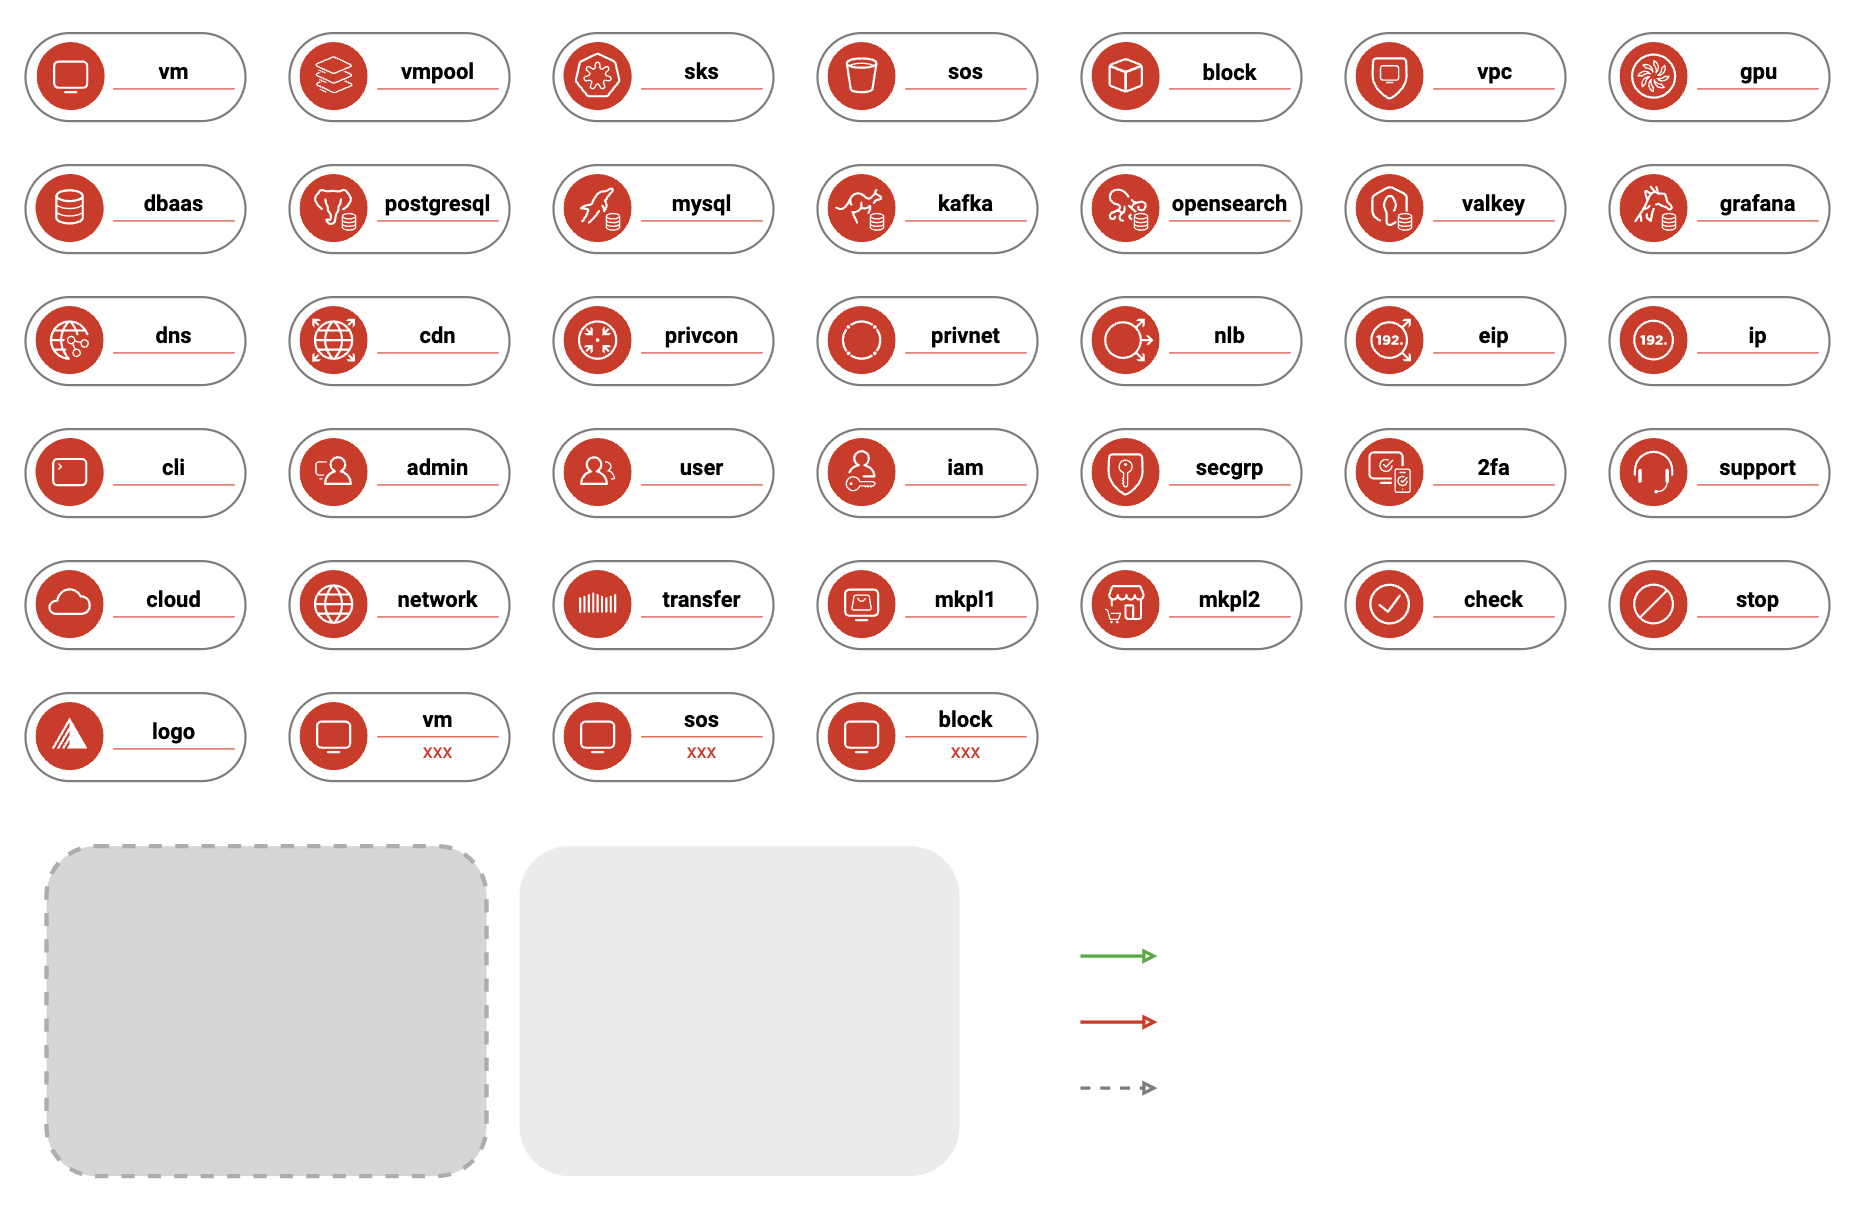 vm
vmpool
sks
sos
block
vpc
gpu
dbaas
postgresql
mysql
kafka
opensearch
valkey
grafana
dns
cdn
privcon
privnet
nlb
192.
eip
192.
ip
cli
admin
user
iam
secgrp
2fa
support
cloud
network
transfer
mkpl1
mkpl2
check
stop
logo
vm
xxx
sos
xxx
block
xxx